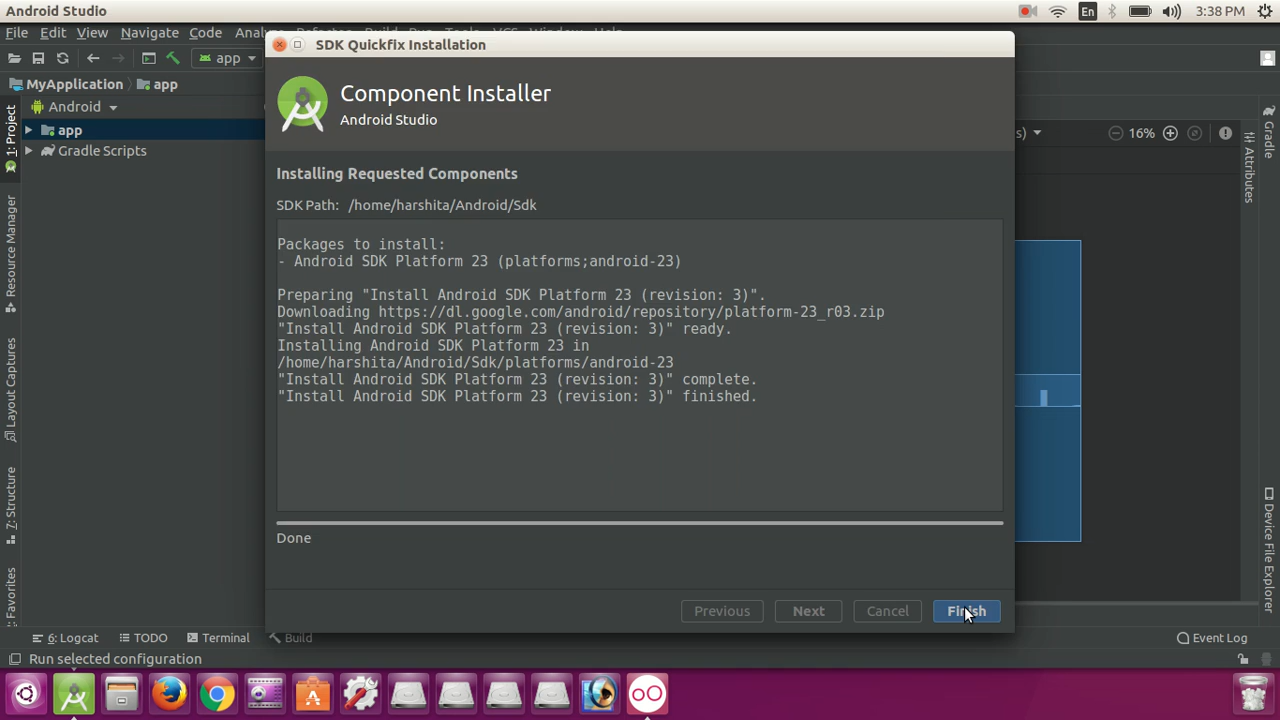 Android Studio
En
3:38 PM
File Edit View Navigate Code
SDK Quickfix Installation
app
MyApplication
app
Android
app
Gradle Scripts
Component Installer
Android Studio
Installing Requested Components
SDK Path: /home/harshita/Android/Sdk
Packages to install:
- Android SDK Platform 23 (platforms;android-23)
Preparing "Install Android SDK Platform 23 (revision: 3)".
Downloading https://dl.google.com/android/repository/platform-23_r03.zip
"Install Android SDK Platform 23 (revision: 3)" ready.
Installing Android SDK Platform 23 in
/home/harshita/Android/Sdk/platforms/android-23
"Install Android SDK Platform 23 (revision: 3)" complete.
"Install Android SDK Platform 23 (revision: 3)" finished.
Done
Previous Next Cancel Finish
s)
16%
1: Project
Resource Manager
Layout Captures
7: Structure
Favorites
Gradle
Attributes
Device File Explorer
6: Logcat TODO Terminal Build
Event Log
Run selected configuration